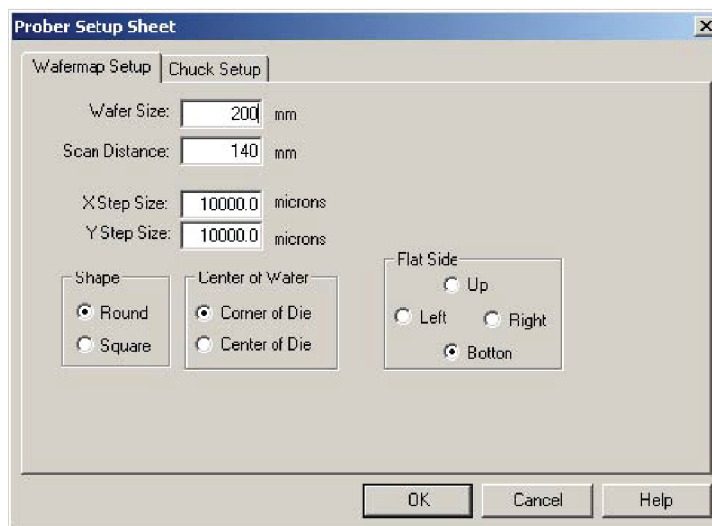 Prober Setup Sheet
Wafermap Setup
Chuck Setup
Wafer Size: 200 mm
Scan Distance: 140 mm
X Step Size: 10000.0 microns
Y Step Size: 10000.0 microns
Shape
Round
Square
Center of Wafer
Corner of Die
Center of Die
Flat Side
Up
Left
Right
Botton
OK
Cancel
Help